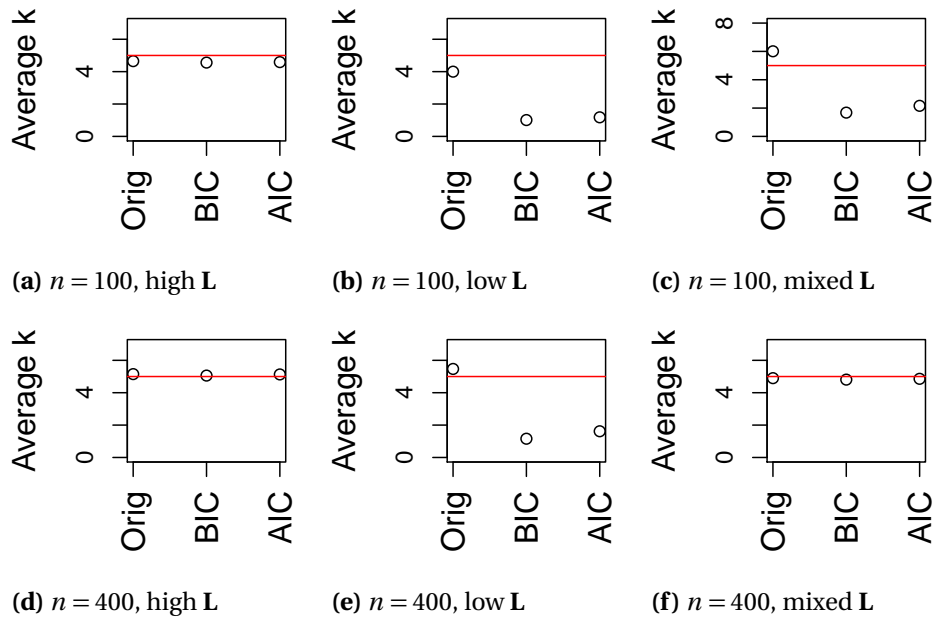 Average k
0
4
Orig
BIC
AIC
(a) n = 100, high L
Average k
0
4
Orig
BIC
AIC
(b) n = 100, low L
Average k
0
4
8
Orig
BIC
AIC
(c) n = 100, mixed L
Average k
0
4
Orig
BIC
AIC
(d) n = 400, high L
Average k
0
4
Orig
BIC
AIC
(e) n = 400, low L
Average k
0
4
Orig
BIC
AIC
(f) n = 400, mixed L